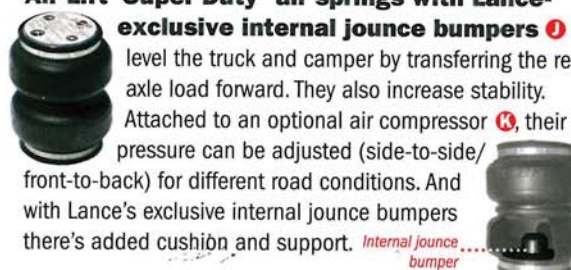 exclusive internal jounce bumpers J
level the truck and camper by transferring the re
axle load forward. They also increase stability.
Attached to an optional air compressor K, their
pressure can be adjusted (side-to-side/
front-to-back) for different road conditions. And
with Lance's exclusive internal jounce bumpers
there's added cushion and support.
Internal jounce
bumper